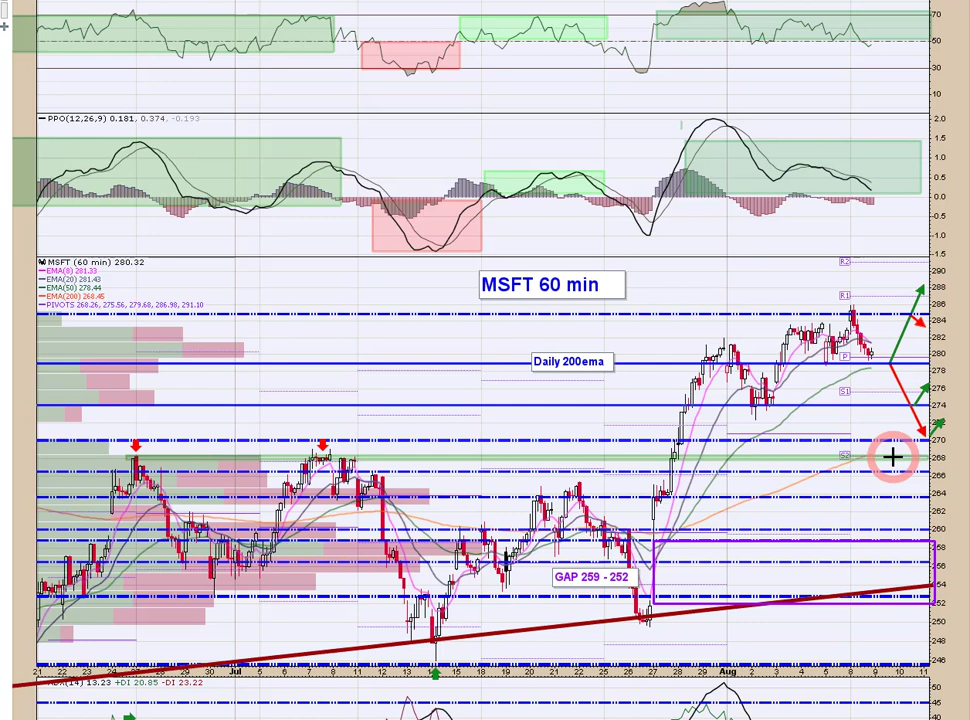 70
50
30
10
PPO(12,26,9) 0.181, 0.374, -0.193
2.0
1.5
1.0
0.5
0.0
-0.5
-1.0
-1.5
MSFT (60 min) 280.32
EMA(8) 281.33
EMA(20) 281.43
EMA(50) 278.44
EMA(200) 268.45
PIVOTS 268.26, 275.56, 279.68, 286.98, 291.10
MSFT 60 min
Daily 200ema
GAP 259 - 252
R2
R1
P
S1
S2
290
288
286
284
282
280
278
276
274
272
270
268
266
264
262
260
258
256
254
252
250
248
246
21 22 23 24 27 28 29 30 Jul 5 6 7 8 11 12 13 14 15 18 19 20 21 22 25 26 27 28 29 Aug 2 3 4 5 8 9 10 11
ADX(14) 13.23 +DI 20.85 -DI 23.22
50
45
40